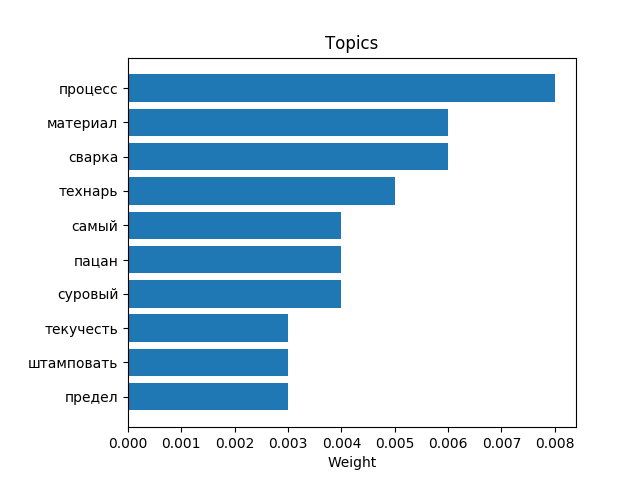 Topics
процесс
материал
сварка
технарь
самый
пацан
суровый
текучесть
штамповать
предел
0.000 0.001 0.002 0.003 0.004 0.005 0.006 0.007 0.008
Weight